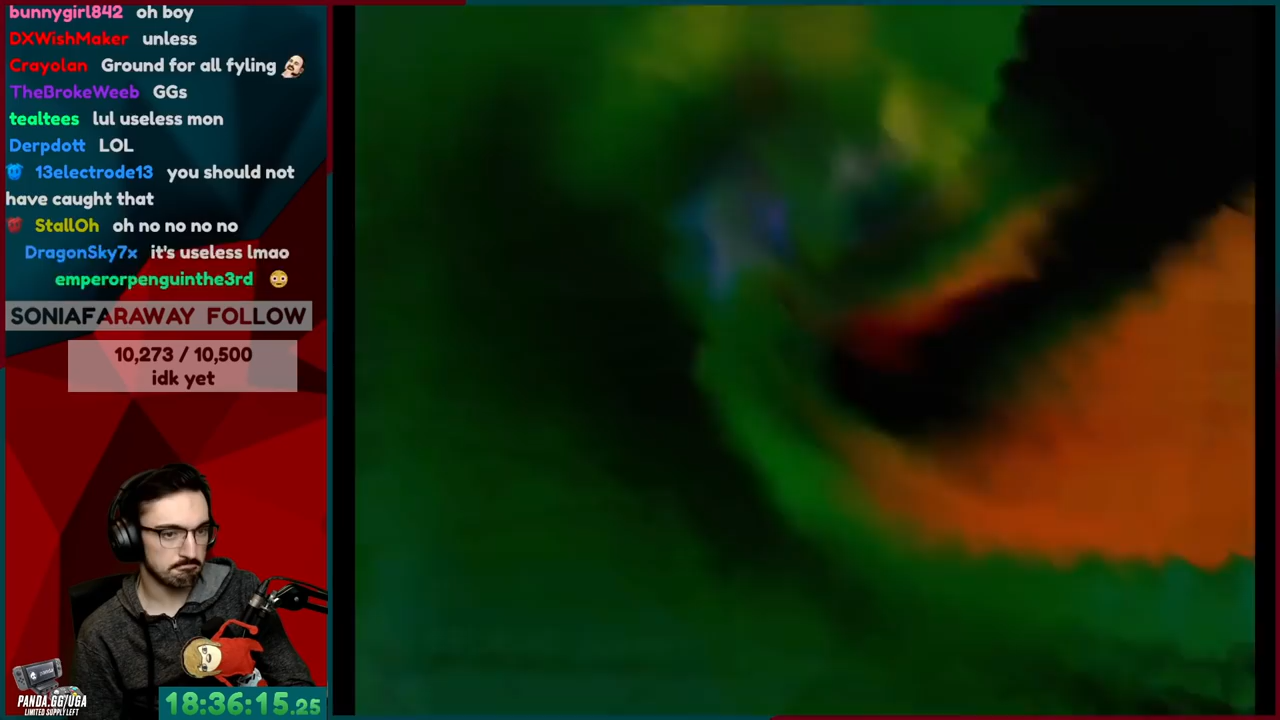 bunnygirl842 oh boy
DXWishMaker unless
Crayolan Ground for all fyling
TheBrokeWeeb GGs
tealtees lul useless mon
Derpdott LOL
13electrode13 you should not
have caught that
StallOh oh no no no no
DragonSky7x it's useless lmao
emperorpenguinthe3rd
SONIAFARAWAY FOLLOW
10,273 / 10,500
idk yet
PANDA.GG/UGA
LIMITED SUPPLY LEFT
18:36:15.25